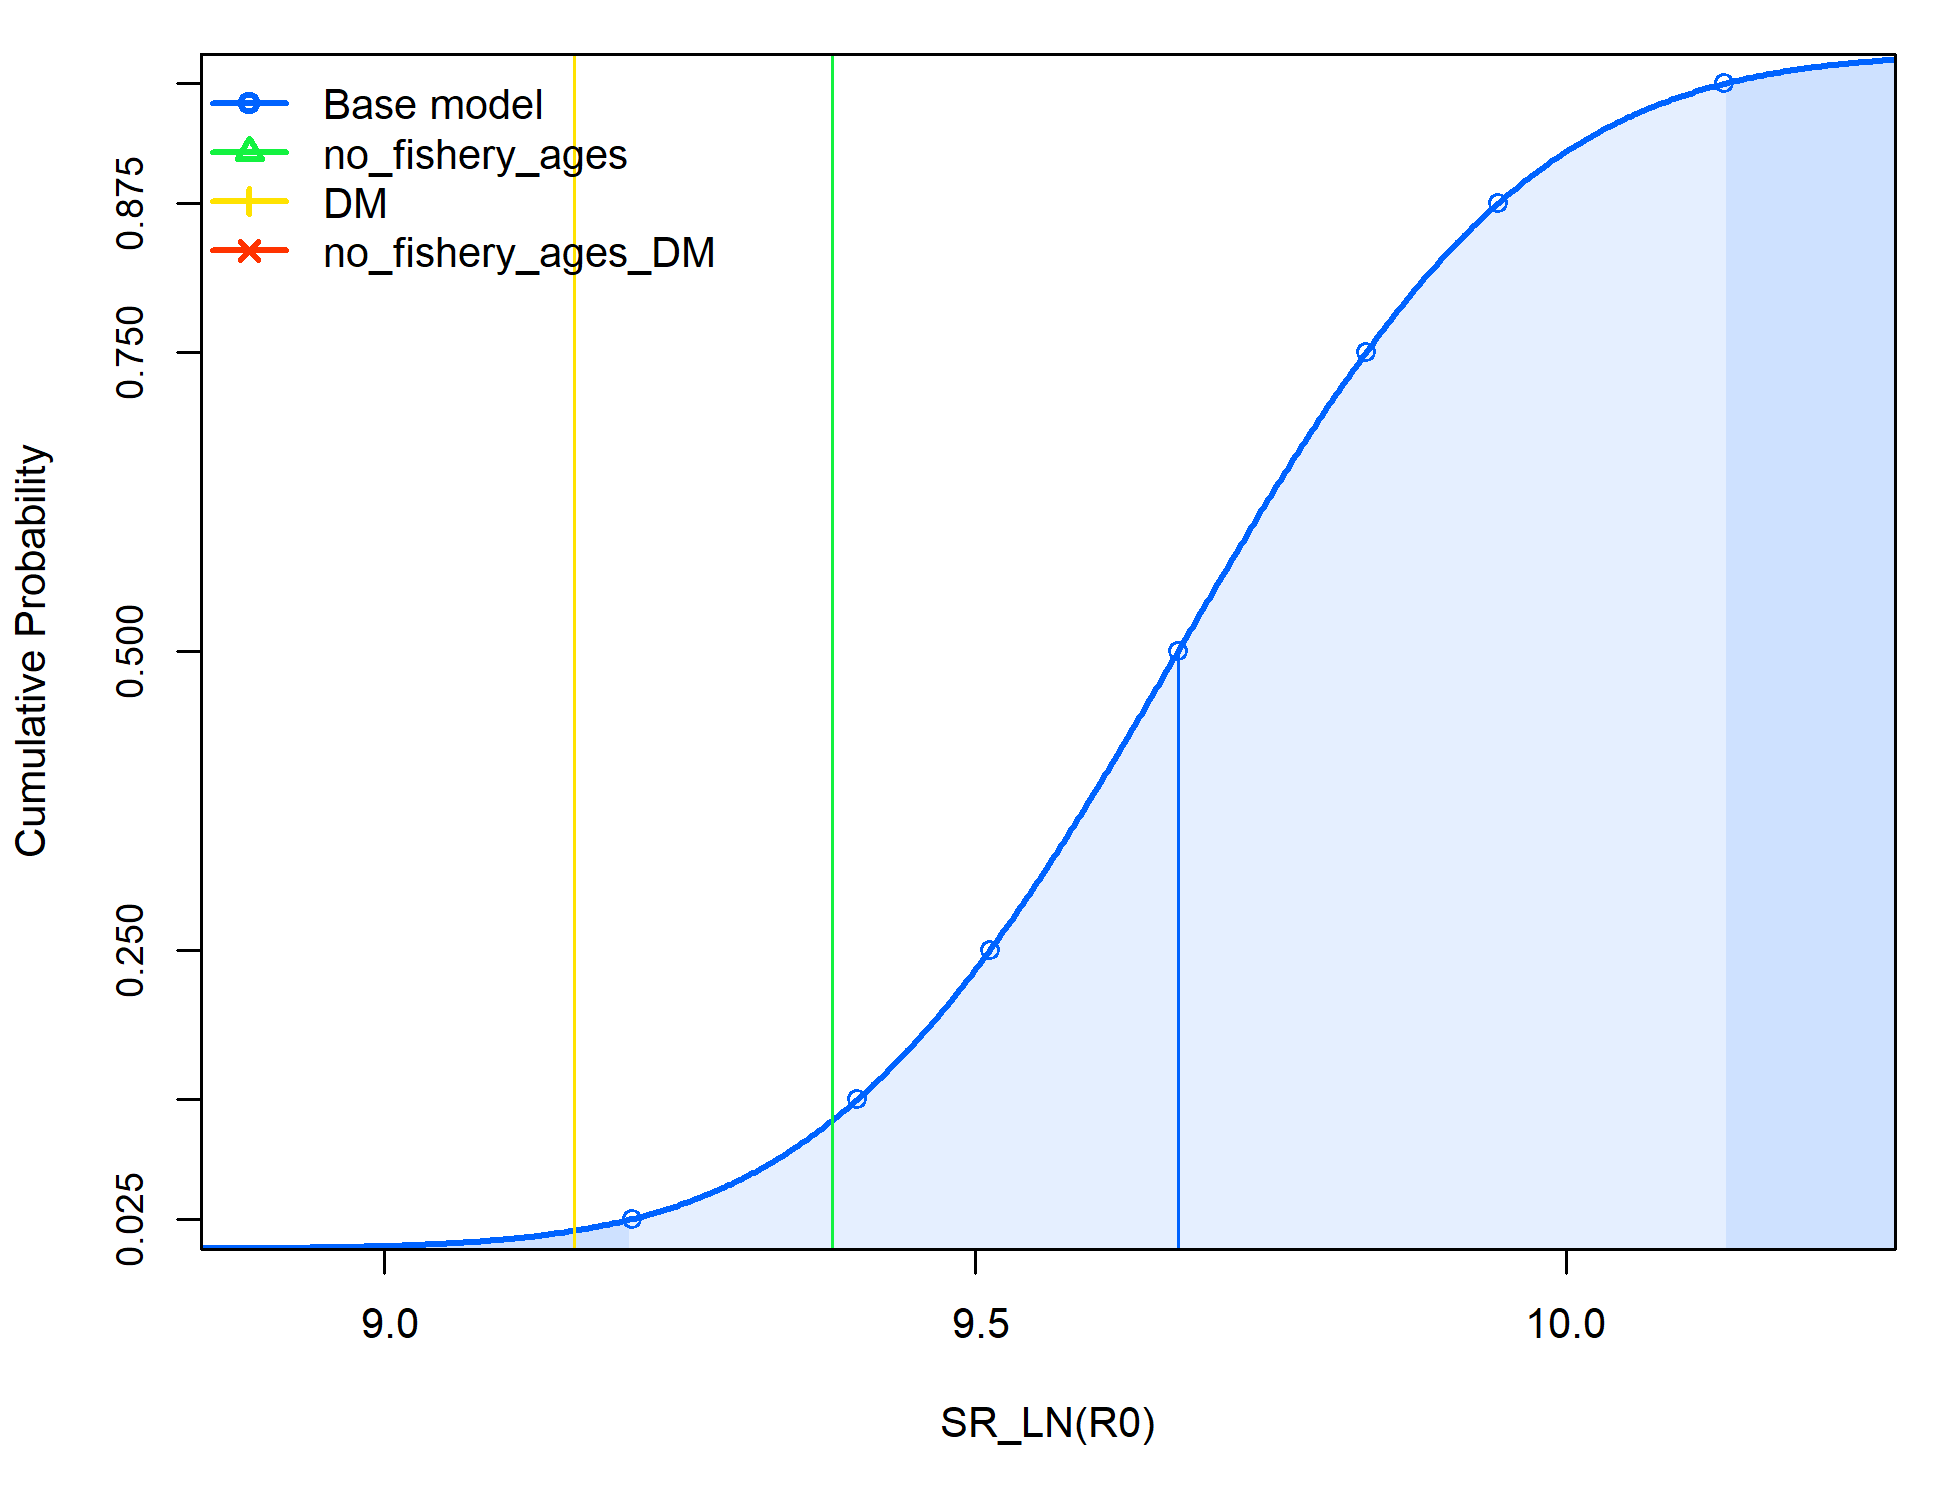 Base model
no_fishery_ages
DM
no_fishery_ages_DM
Cumulative Probability
0.875
0.750
0.500
0.250
0.025
9.0
9.5
10.0
SR_LN(R0)